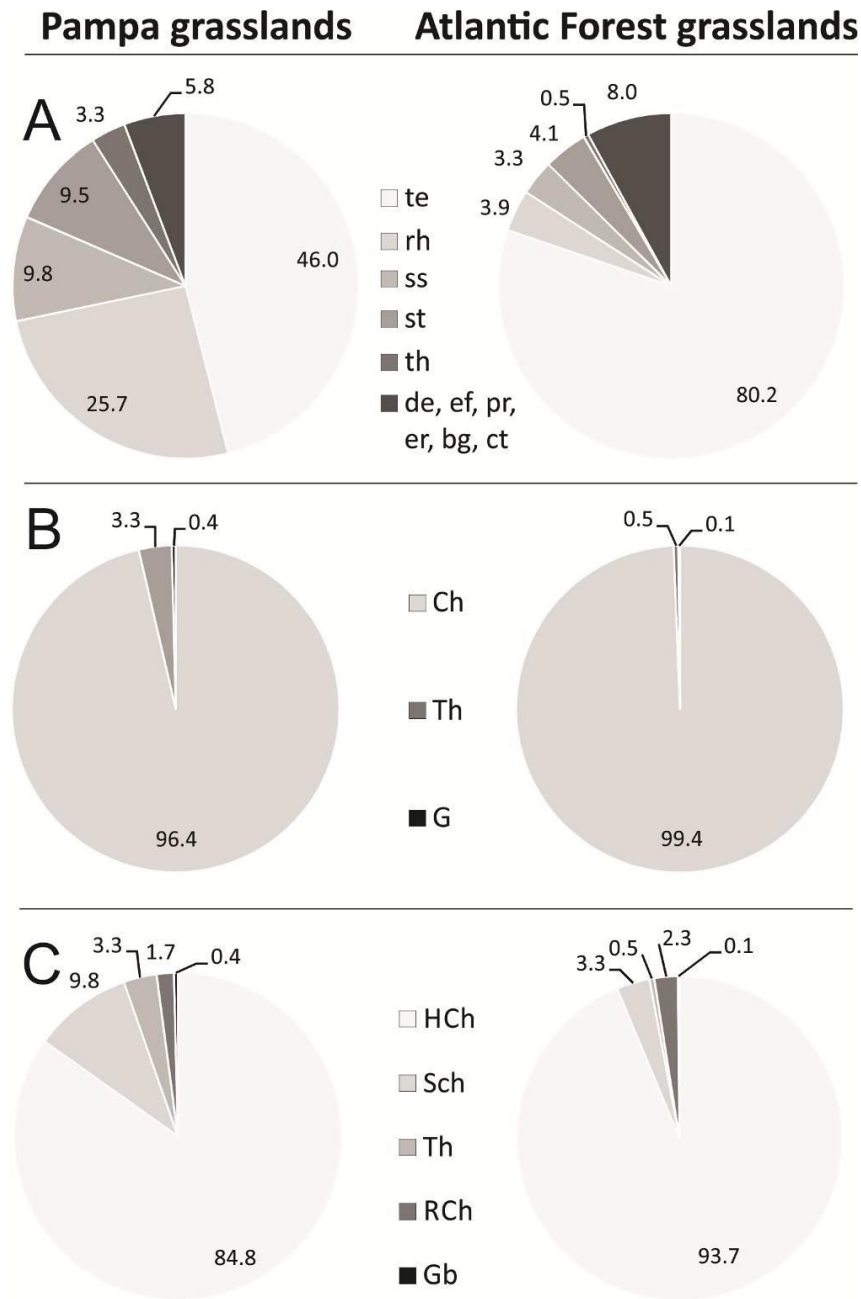 Pampa grasslands
Atlantic Forest grasslands
A
5.8
3.3
9.5
9.8
25.7
46.0
te
rh
ss
st
th
de, ef, pr,
er, bg, ct
8.0
0.5
4.1
3.3
3.9
80.2
B
3.3
0.4
96.4
Ch
Th
G
0.5
0.1
99.4
C
3.3
1.7
0.4
9.8
84.8
HCh
Sch
Th
RCh
Gb
2.3
0.5
0.1
3.3
93.7